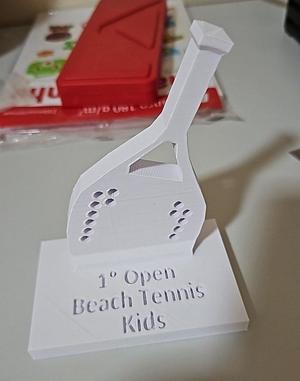 1º Open
Beach Tennis
Kids